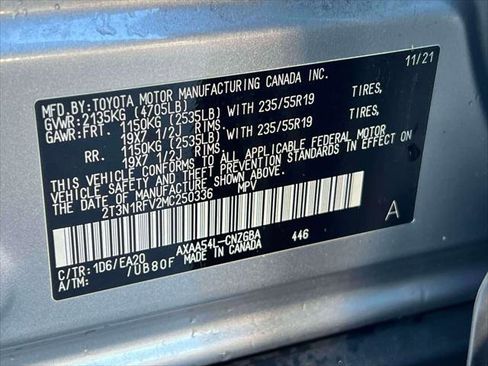 MFD.BY:TOYOTA MOTOR MANUFACTURING CANADA INC.
11/21
GVWR:2135KG (4705LB)
GAWR:FRT. 1150KG (2535LB) WITH 235/55R19 TIRES,
19X7 1/2J RIMS.
RR. 1150KG (2535LB) WITH 235/55R19 TIRES,
19X7 1/2J RIMS.
THIS VEHICLE CONFORMS TO ALL APPLICABLE FEDERAL MOTOR
VEHICLE SAFETY AND THEFT PREVENTION STANDARDS IN EFFECT ON
THE DATE OF MANUFACTURE SHOWN ABOVE.
2T3N1RFV2MC250336 MPV
A
AXAA54L-CNZGBA 446
C/TR:1D6/EA20 MADE IN CANADA
A/TM: /UB80F